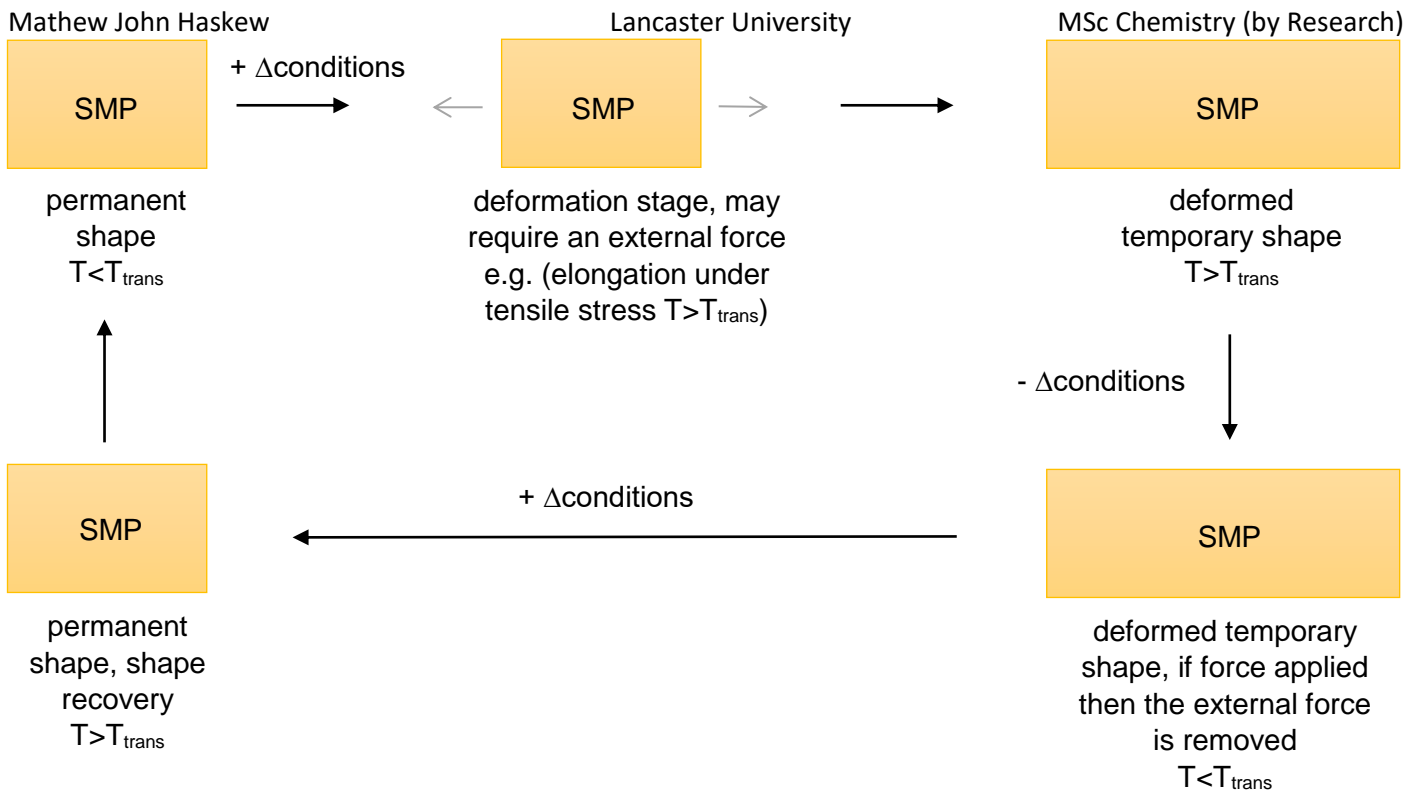 Mathew John Haskew
Lancaster University
MSc Chemistry (by Research)
SMP
+ ∆conditions
SMP
SMP
permanent
shape
T<Ttrans
deformation stage, may
require an external force
e.g. (elongation under
tensile stress T>Ttrans)
deformed
temporary shape
T>Ttrans
- ∆conditions
SMP
+ ∆conditions
SMP
permanent
shape, shape
recovery
T>Ttrans
deformed temporary
shape, if force applied
then the external force
is removed
T<Ttrans